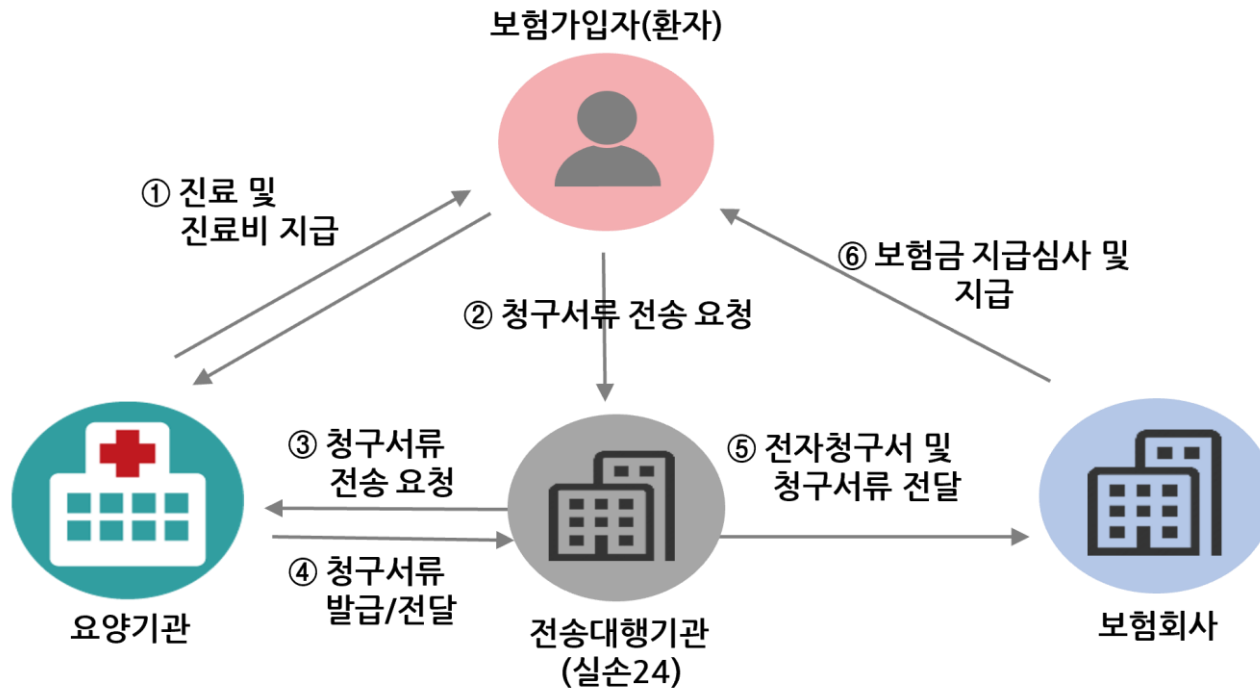 보험가입자(환자)
① 진료 및
진료비 지급
⑥ 보험금 지급심사 및
지급
② 청구서류 전송 요청
③ 청구서류
전송 요청
⑤ 전자청구서 및
청구서류 전달
④ 청구서류
발급/전달
요양기관
전송대행기관
(실손24)
보험회사